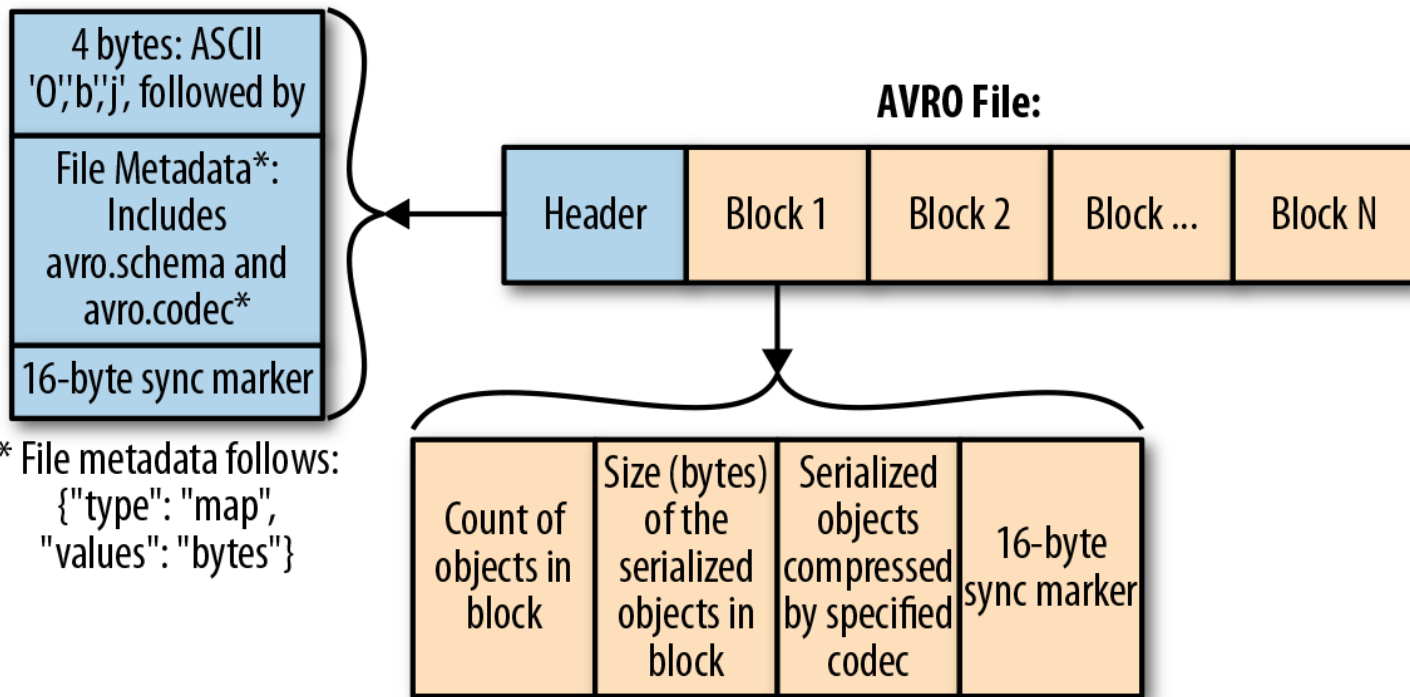 4 bytes: ASCII
'O','b','j', followed by
File Metadata*:
Includes
avro.schema and
avro.codec*
16-byte sync marker
* File metadata follows:
{"type": "map",
"values": "bytes"}
AVRO File:
Header
Block 1
Block 2
Block ...
Block N
Count of
objects in
block
Size (bytes)
of the
serialized
objects in
block
Serialized
objects
compressed
by specified
codec
16-byte
sync marker